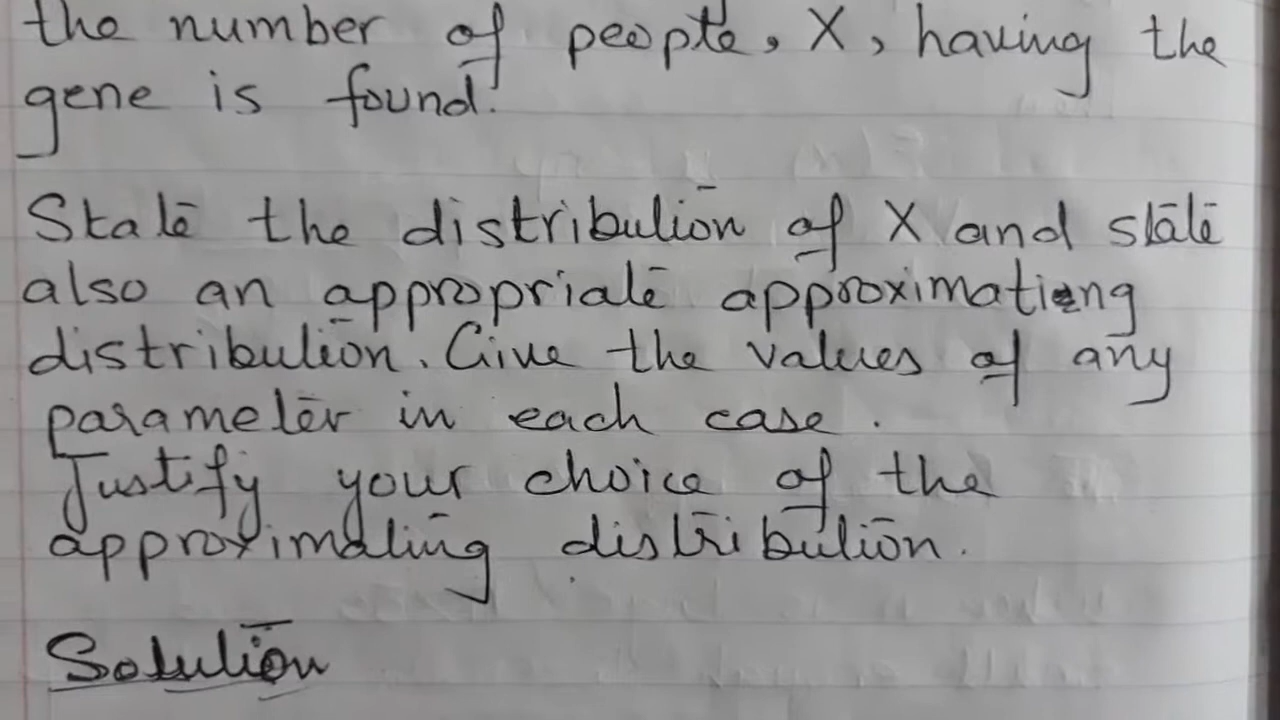 the number of people, X, having the
gene is found.
State the distribution of X and state
also an appropriate approximating
distribution. Give the values of any
parameter in each case.
Justify your choice of the
approximating distribution.
Solution